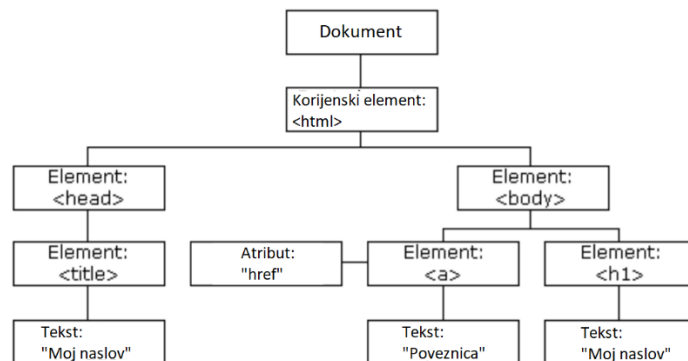 Dokument
Korijenski element:
<html>
Element:
<head>
Element:
<body>
Element:
<title>
Atribut:
"href"
Element:
<a>
Element:
<h1>
Tekst:
"Moj naslov"
Tekst:
"Poveznica"
Tekst:
"Moj naslov"